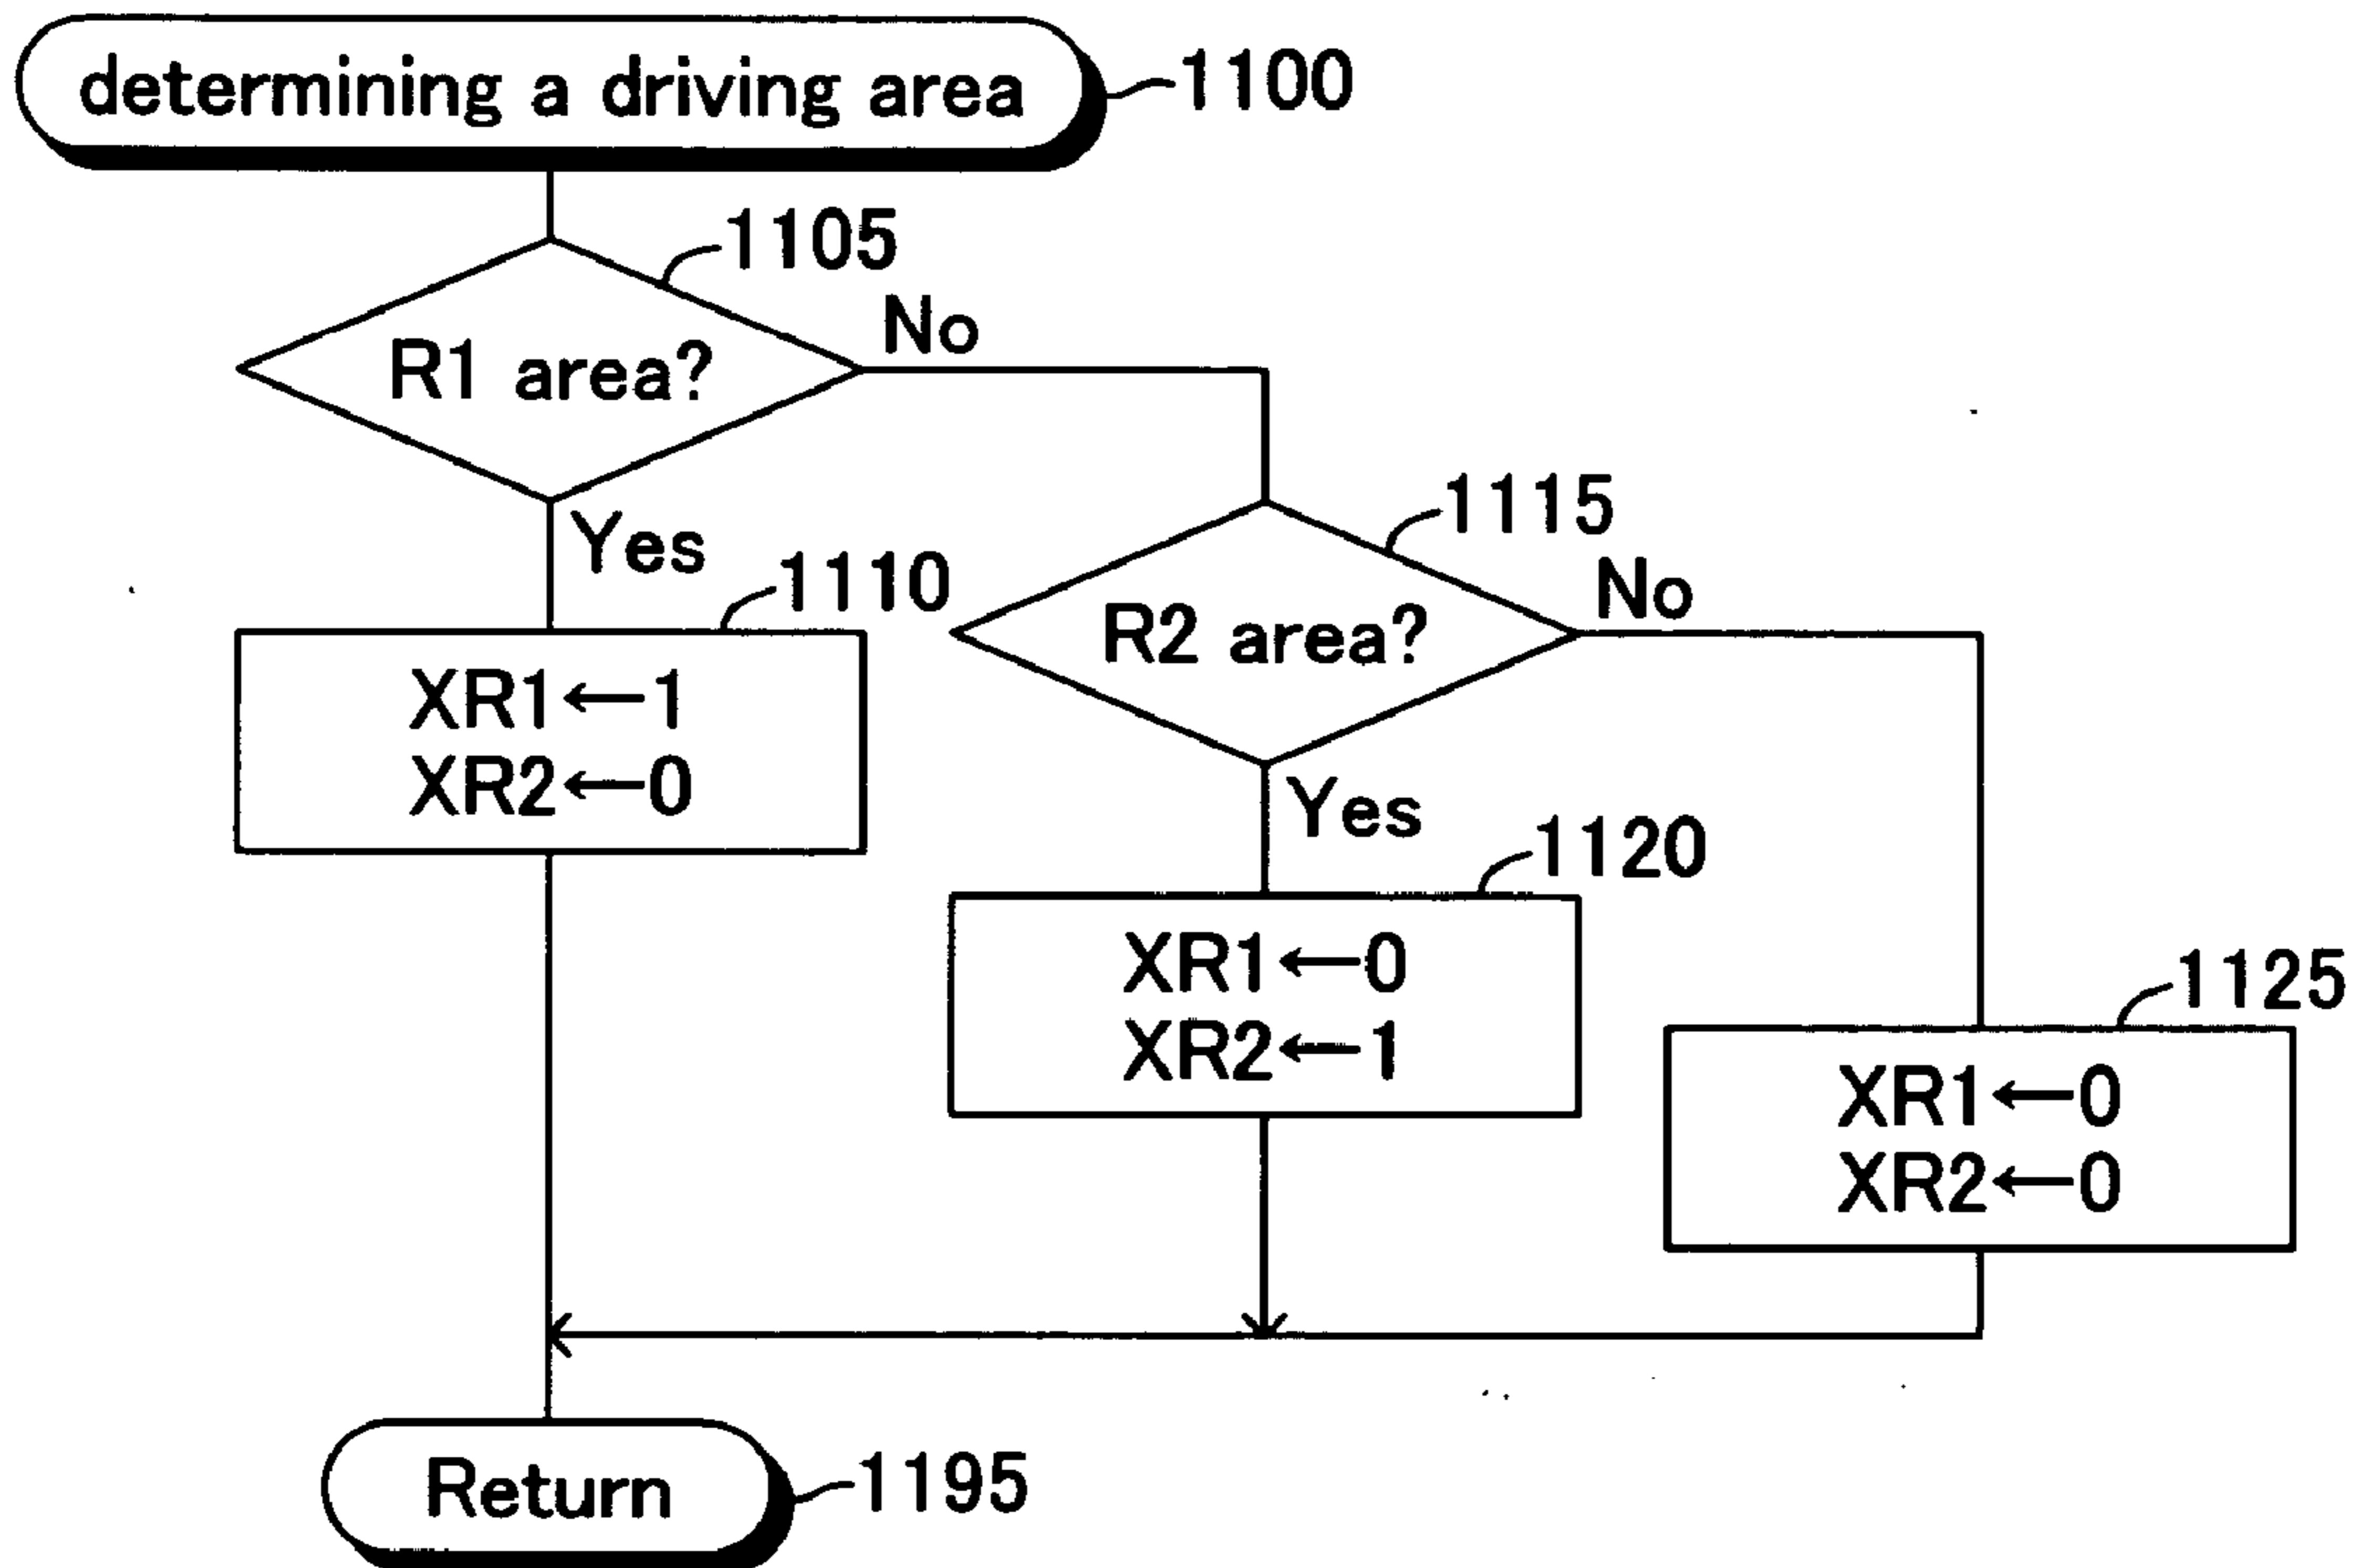 determining a driving area
1100
1105
R1 area?
No
Yes
1110
XR1←1
XR2←0
1115
R2 area?
No
Yes
1120
XR1←0
XR2←1
1125
XR1←0
XR2←0
Return
1195